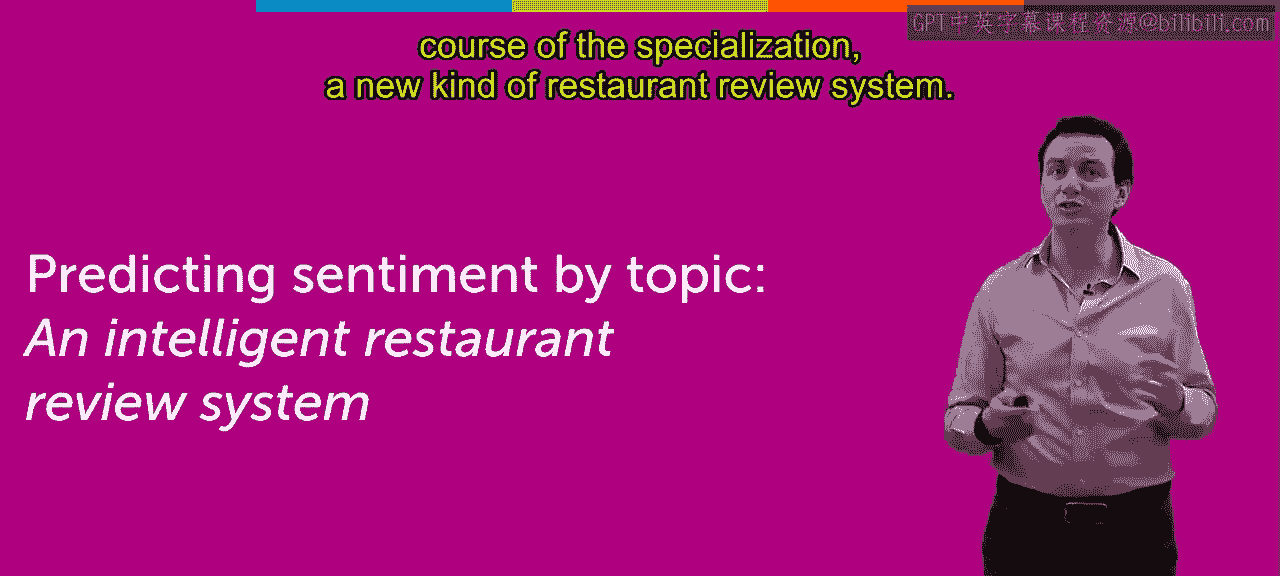 GPT中英字幕课程资源@bilibili.com
course of the specialization,
a new kind of restaurant review system.
Predicting sentiment by topic:
An intelligent restaurant
review system